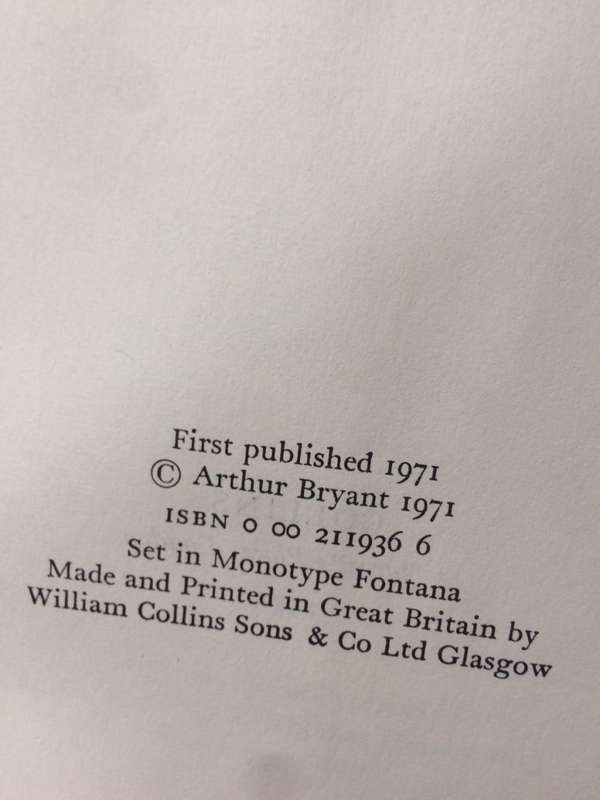 First published 1971
© Arthur Bryant 1971
ISBN 0 00 211936 6
Set in Monotype Fontana
Made and Printed in Great Britain by
William Collins Sons & Co Ltd Glasgow